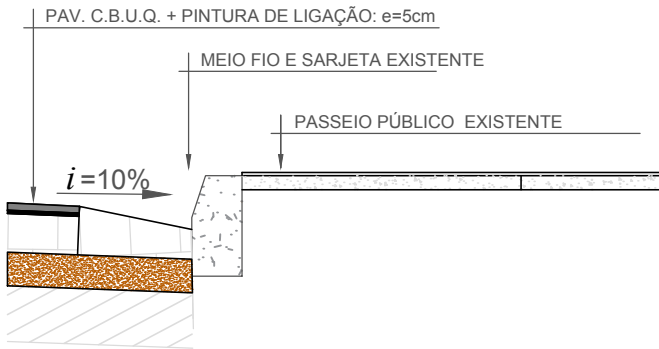 PAV. C.B.U.Q. + PINTURA DE LIGAÇÃO: e=5cm
MEIO FIO E SARJETA EXISTENTE
PASSEIO PÚBLICO EXISTENTE
i=10%